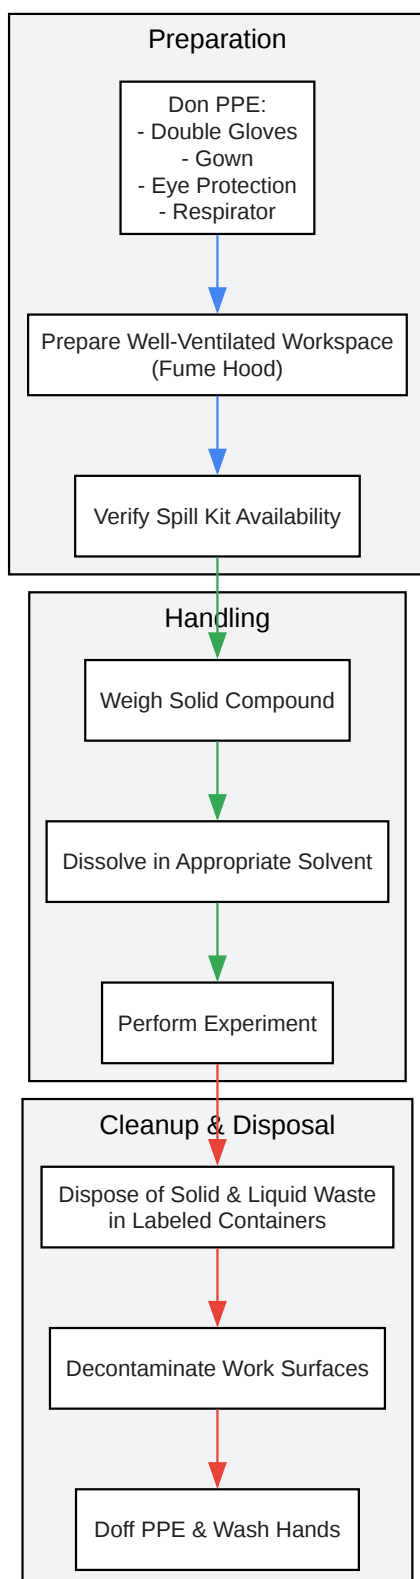 Preparation
Don PPE:
- Double Gloves
- Gown
- Eye Protection
- Respirator
Prepare Well-Ventilated Workspace
(Fume Hood)
Verify Spill Kit Availability
Handling
Weigh Solid Compound
Dissolve in Appropriate Solvent
Perform Experiment
Cleanup & Disposal
Dispose of Solid & Liquid Waste
in Labeled Containers
Decontaminate Work Surfaces
Doff PPE & Wash Hands